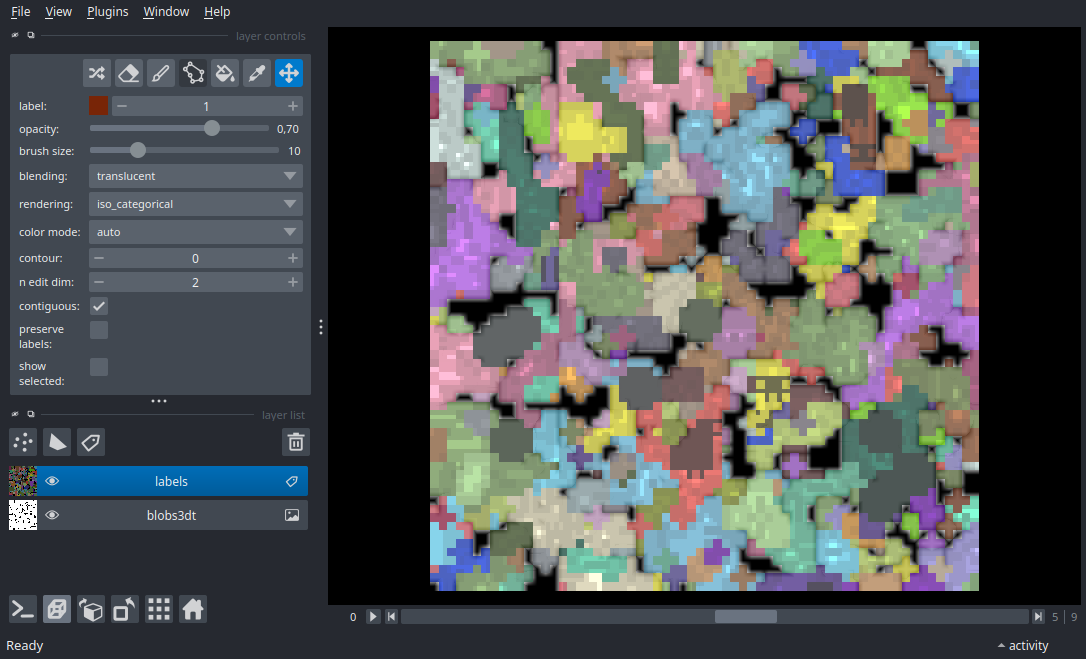 File View Plugins Window Help
layer controls
label: 1
opacity: 0,70
brush size: 10
blending: translucent
rendering: iso_categorical
color mode: auto
contour: 0
n edit dim: 2
contiguous:
preserve
labels:
show
selected:
layer list
labels
blobs3dt
0 5 9
Ready activity